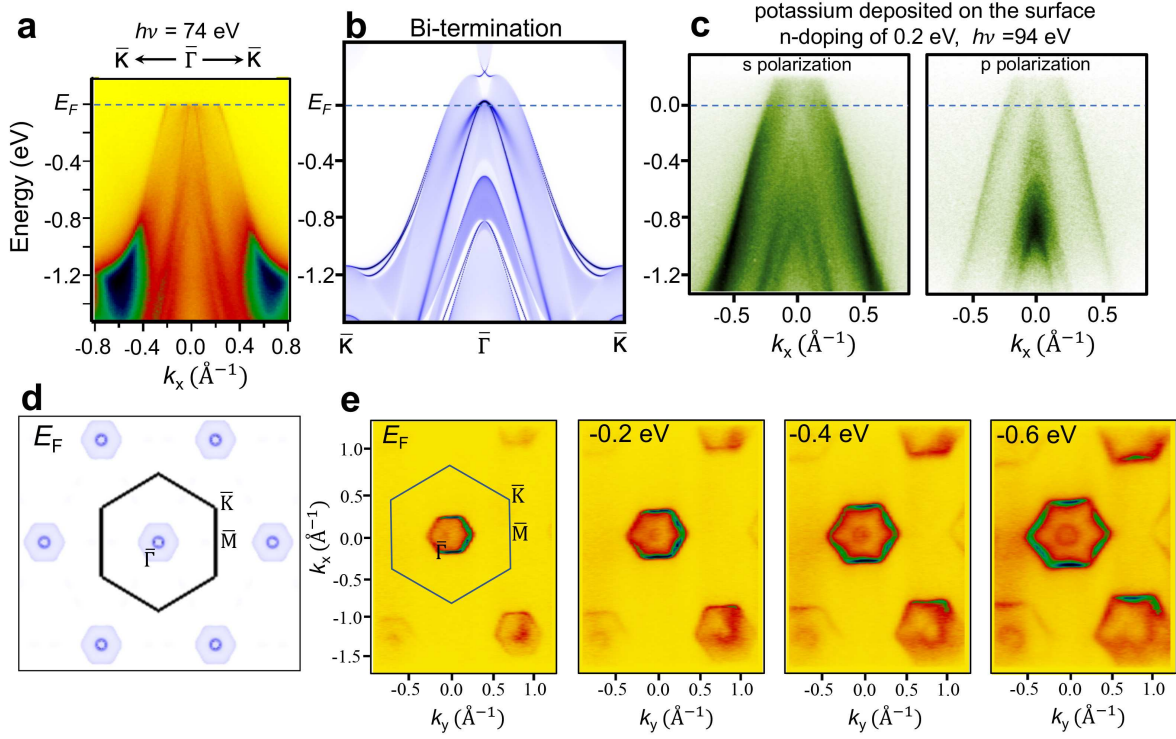 a
hν = 74 eV
K̄ ← Γ̄ → K̄
E_F
-0.4
-0.8
-1.2
Energy (eV)
-0.8 -0.4 0.0 0.4 0.8
k_x (Å⁻¹)
b
Bi-termination
E_F
-0.4
-0.8
-1.2
K̄ Γ̄ K̄
c
potassium deposited on the surface
n-doping of 0.2 eV, hν =94 eV
s polarization
p polarization
0.0
-0.4
-0.8
-1.2
-0.5 0.0 0.5
k_x (Å⁻¹)
-0.5 0.0 0.5
k_x (Å⁻¹)
d
E_F
K̄
M̄
Γ̄
e
E_F
K̄
M̄
Γ̄
1.0
0.5
0.0
-0.5
-1.0
-1.5
k_x (Å⁻¹)
-0.5 0.0 0.5 1.0
k_y (Å⁻¹)
-0.2 eV
-0.5 0.0 0.5 1.0
k_y (Å⁻¹)
-0.4 eV
-0.5 0.0 0.5 1.0
k_y (Å⁻¹)
-0.6 eV
-0.5 0.0 0.5 1.0
k_y (Å⁻¹)